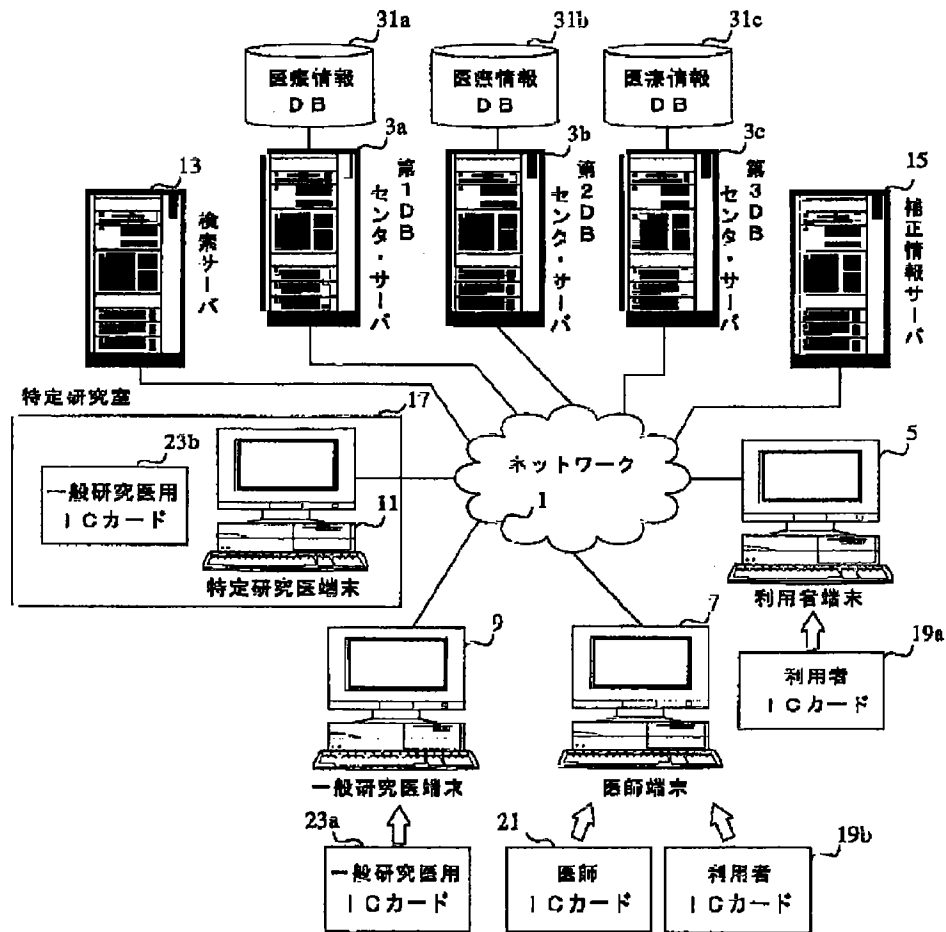 31a
31b
31c
医療情報
DB
医療情報
DB
医療情報
DB
3a
3b
3c
13
15
検索サーバ
第1DB
センタ・サーバ
第2DB
センタ・サーバ
第3DB
センタ・サーバ
補正情報サーバ
特定研究室
17
23b
一般研究医用
ICカード
11
特定研究医端末
ネットワーク
1
5
利用者端末
9
7
19a
利用者
ICカード
一般研究医端末
医師端末
23a
21
19b
一般研究医用
ICカード
医師
ICカード
利用者
ICカード